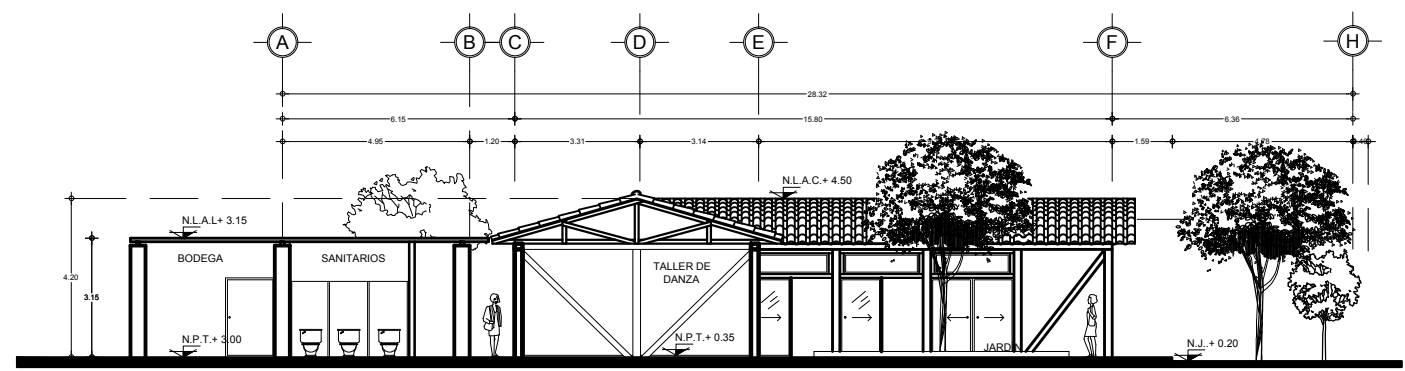 A B C D E F H
28.32
6.15 15.80 6.36
4.95 1.20 3.31 3.14 1.59 4.78
N.L.A.C.+ 4.50
N.L.A.L+ 3.15
BODEGA SANITARIOS TALLER DE
DANZA
4.20
3.15
N.P.T.+ 3.00 N.P.T.+ 0.35 JARDIN N.J..+ 0.20